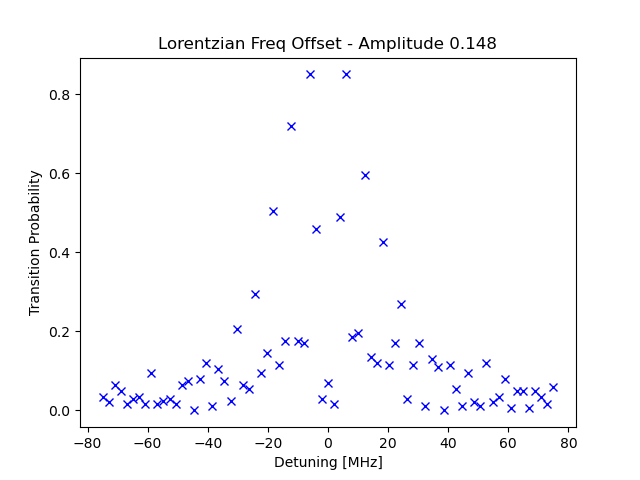 Lorentzian Freq Offset - Amplitude 0.148
Transition Probability
0.8
0.6
0.4
0.2
0.0
−80 −60 −40 −20 0 20 40 60 80
Detuning [MHz]